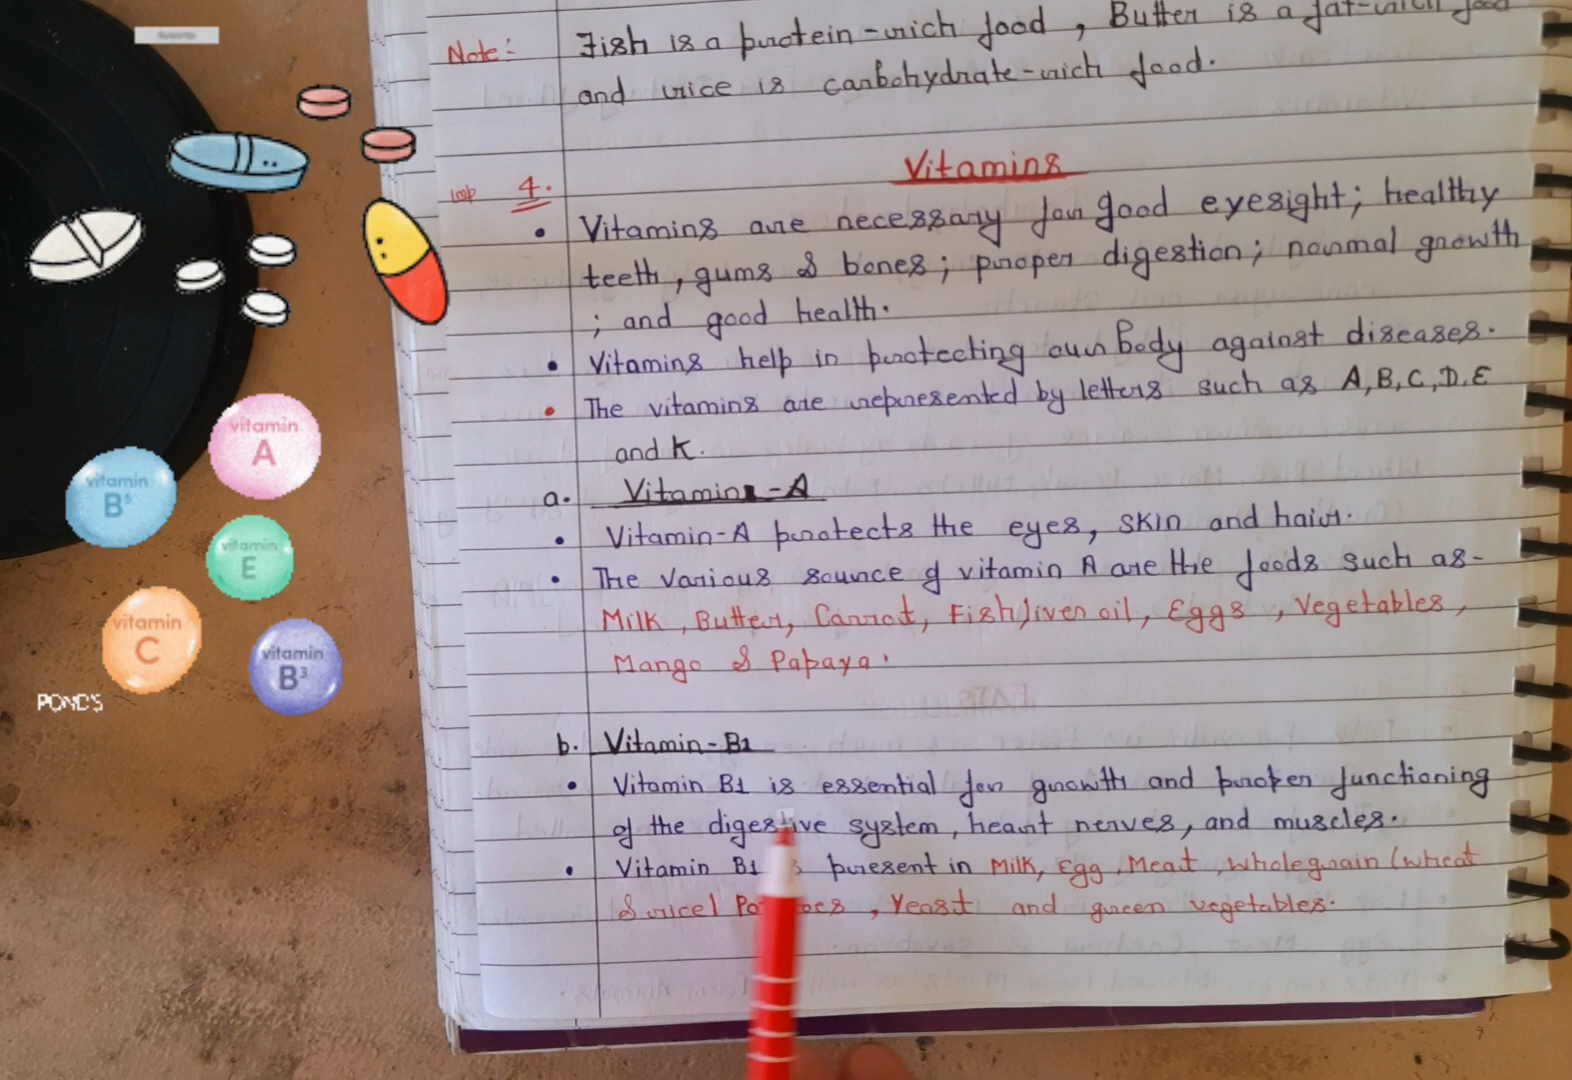 Note: Fish is a protein-rich food, Butter is a fat-rich food
and rice is carbohydrate-rich food.
Vitamins
Imp 4.
• Vitamins are necessary for good eyesight; healthy
teeth, gums & bones; proper digestion; normal growth
; and good health.
• Vitamins help in protecting our Body against diseases.
• The vitamins are represented by letters such as A,B,C,D,E
and K.
a. Vitamin-A
• Vitamin-A protects the eyes, skin and hair.
• The various source of vitamin A are the foods such as-
Milk, Butter, Carrot, Fish liver oil, Eggs, Vegetables,
Mango & Papaya.
b. Vitamin-B1
• Vitamin B1 is essential for growth and proper functioning
of the digestive system, heart nerves, and muscles.
• Vitamin B1 present in Milk, Egg, Meat, whole grain (wheat
& rice) , Yeast and green vegetables.
vitamin
A
vitamin
B⁵
vitamin
E
vitamin
C
vitamin
B³
POND'S